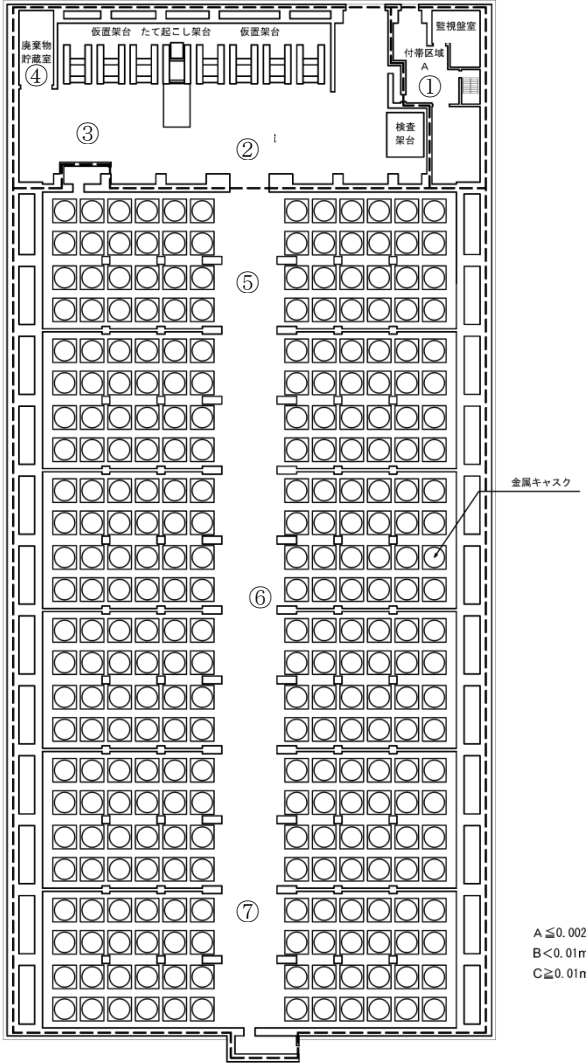 仮置架台 たて起こし架台 仮置架台
監視盤室
廃棄物
貯蔵室
④
付帯区域
A
①
検査
架台
③
②
⑤
金属キャスク
⑥
⑦
A≦0.002
B<0.01m
C≧0.01m